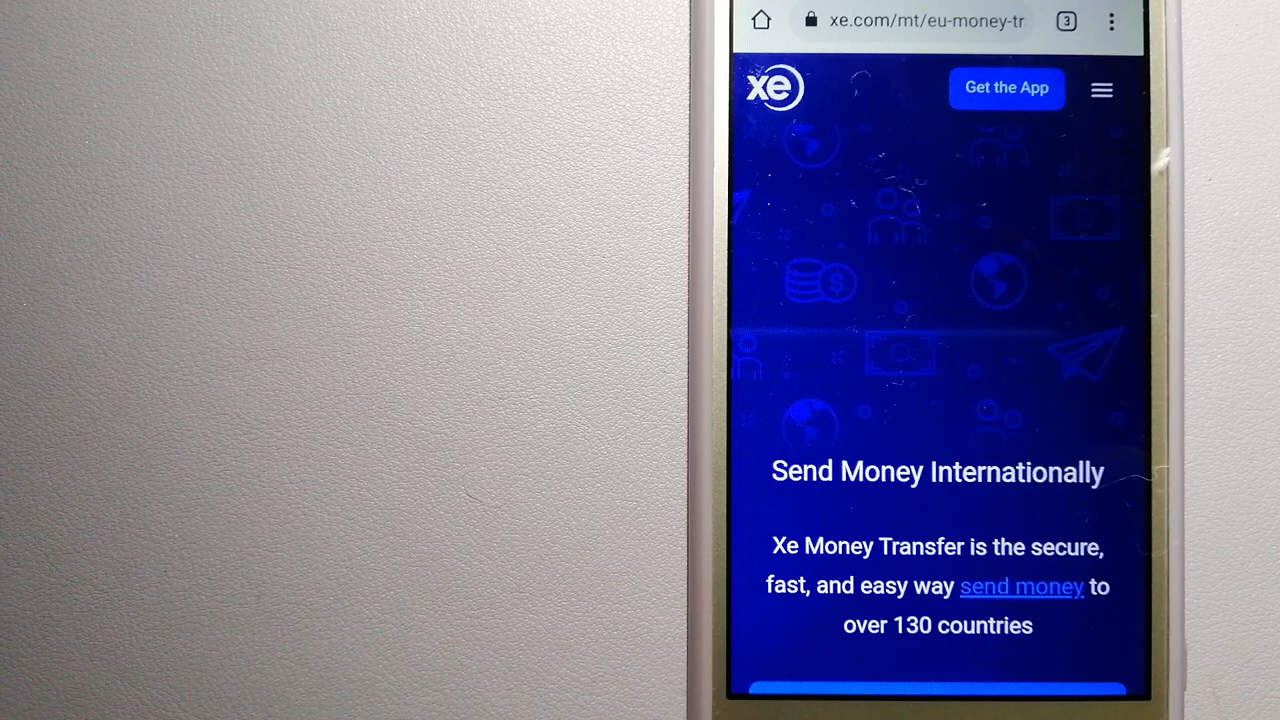 xe.com/mt/eu-money-tr
3
xe
Get the App
Send Money Internationally
Xe Money Transfer is the secure,
fast, and easy way send money to
over 130 countries